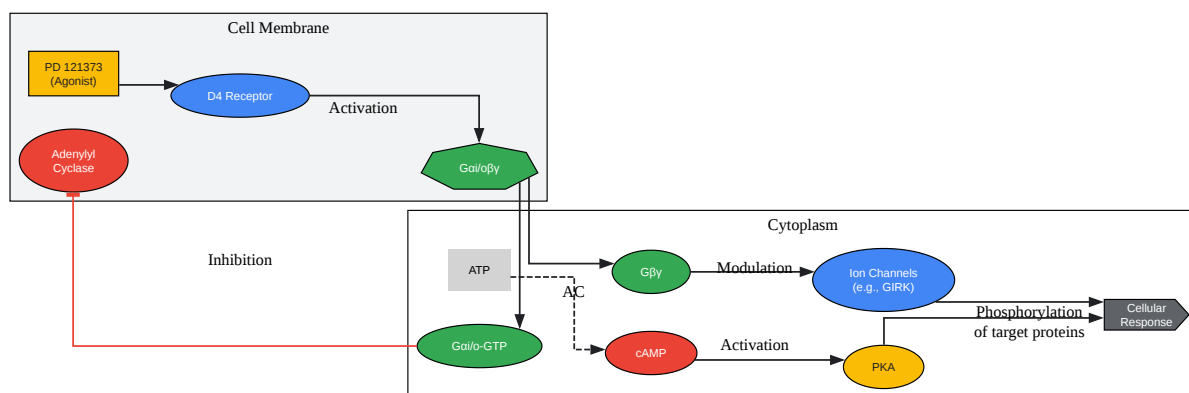 Cell Membrane
PD 121373
(Agonist)
D4 Receptor
Activation
Adenylyl
Cyclase
Gαi/oβγ
Cytoplasm
Inhibition
ATP
AC
Gβγ
Modulation
Ion Channels
(e.g., GIRK)
Phosphorylation
of target proteins
Cellular
Response
Gαi/o-GTP
cAMP
Activation
PKA